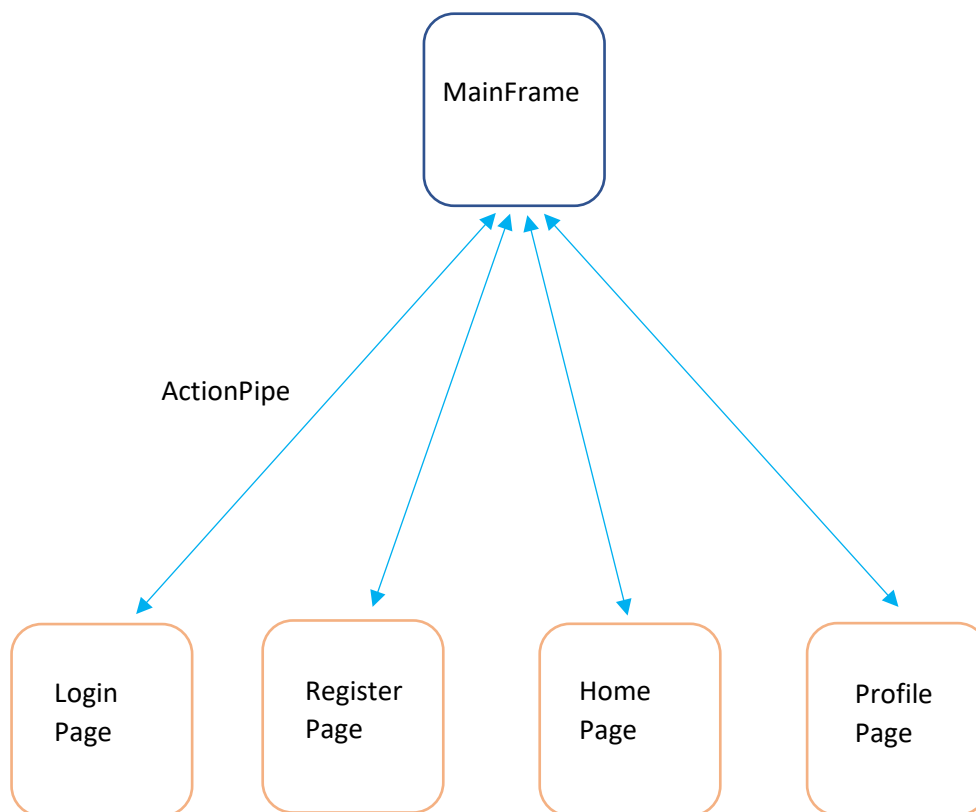 MainFrame
ActionPipe
Login
Page
Register
Page
Home
Page
Profile
Page